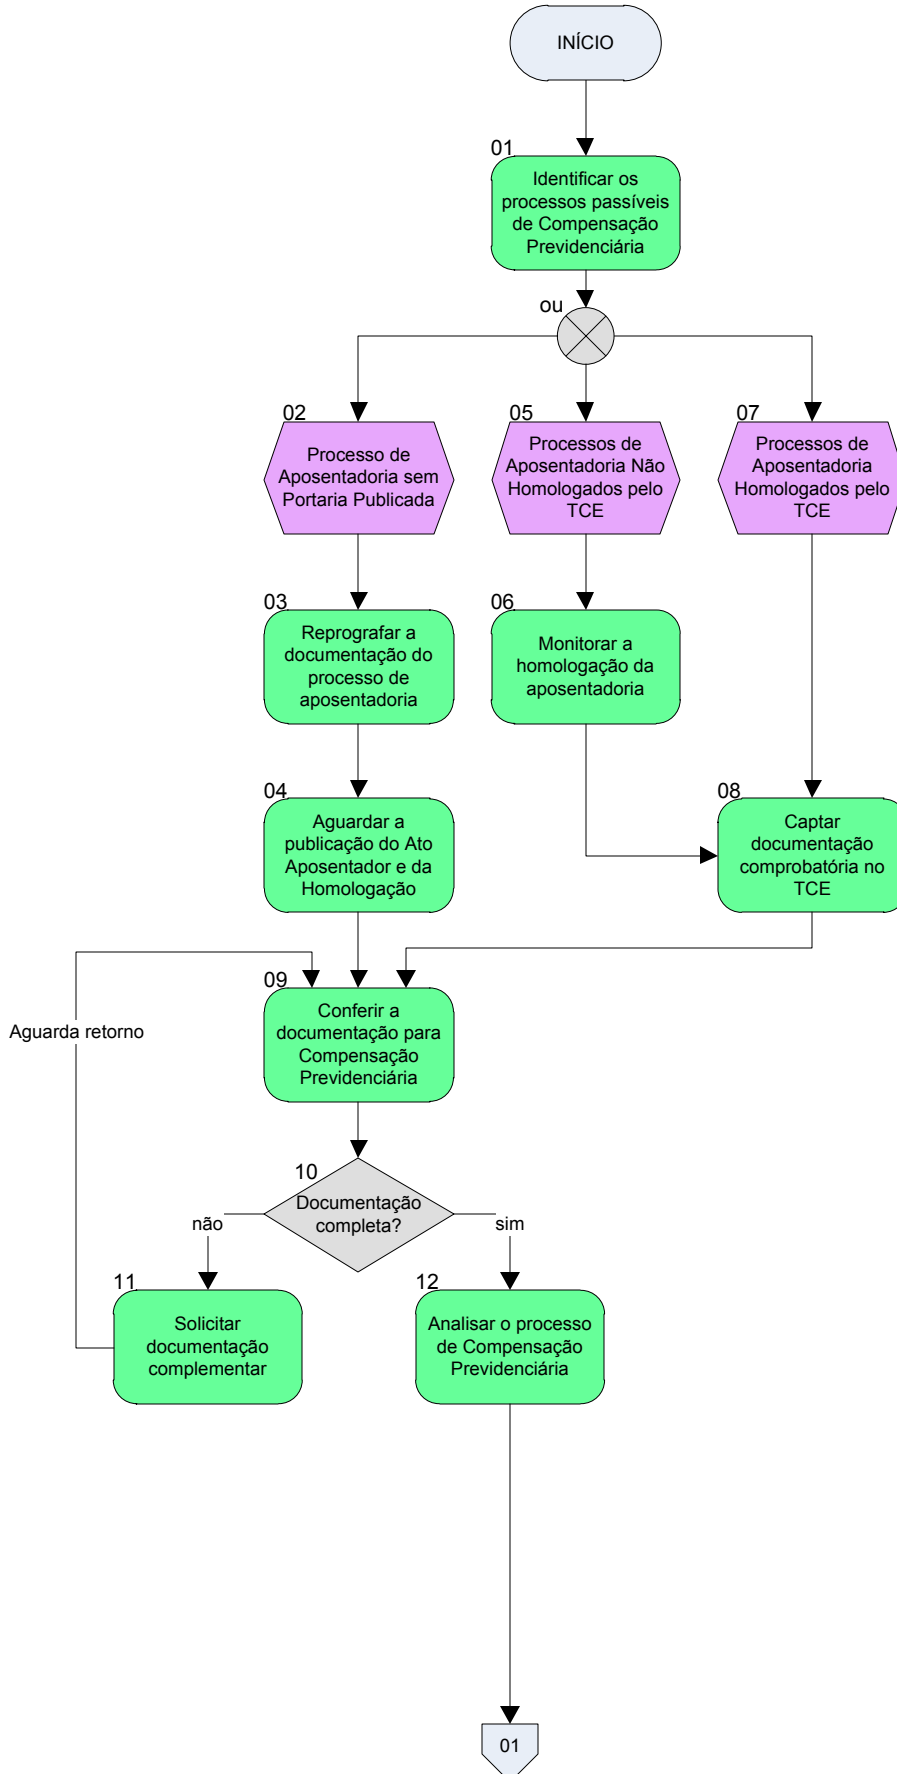 INÍCIO
01
Identificar os
processos passíveis
de Compensação
Previdenciária
ou
02
Processo de
Aposentadoria sem
Portaria Publicada
05
Processos de
Aposentadoria Não
Homologados pelo
TCE
07
Processos de
Aposentadoria
Homologados pelo
TCE
03
Reprografar a
documentação do
processo de
aposentadoria
06
Monitorar a
homologação da
aposentadoria
04
Aguardar a
publicação do Ato
Aposentador e da
Homologação
08
Captar
documentação
comprobatória no
TCE
09
Conferir a
documentação para
Compensação
Previdenciária
Aguarda retorno
10
Documentação
completa?
não
sim
11
Solicitar
documentação
complementar
12
Analisar o processo
de Compensação
Previdenciária
01